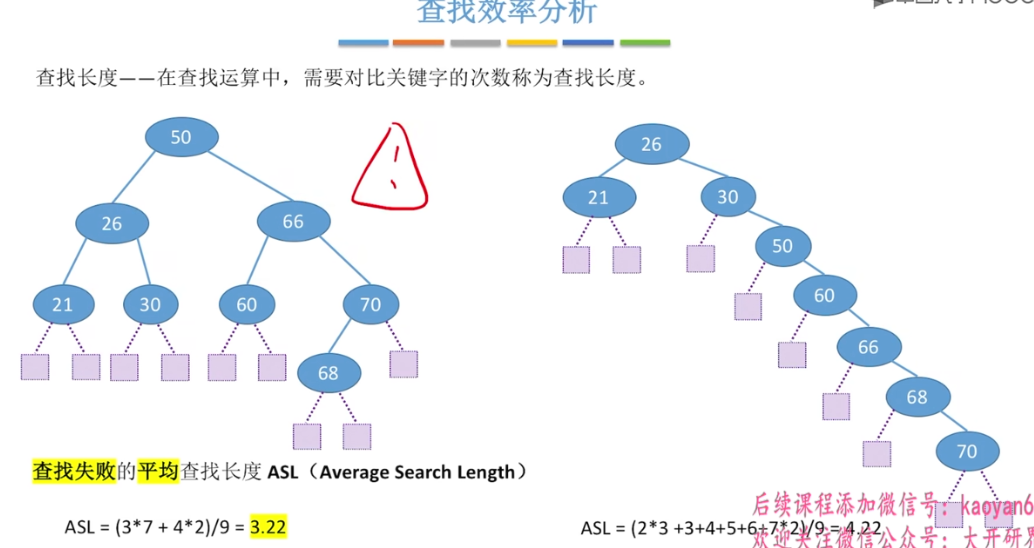 查找效率分析
查找长度——在查找运算中，需要对比关键字的次数称为查找长度。
50
26
66
21
30
60
70
68
26
21
30
50
60
66
68
70
查找失败的平均查找长度 ASL（Average Search Length）
ASL = (3*7 + 4*2)/9 = 3.22
ASL = (2*3 +3+4+5+6+7*2)/9 = 4.22
后续课程添加微信号：kaoyan6
欢迎关注微信公众号：大开研